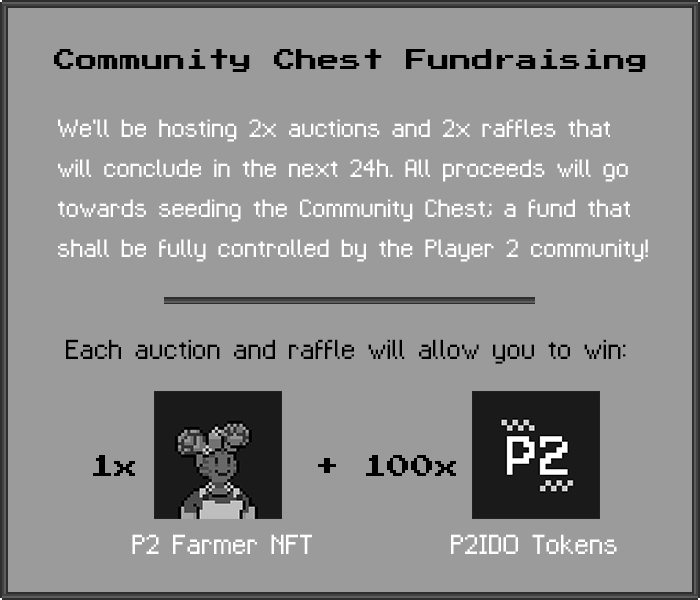 Community Chest Fundraising
We'll be hosting 2x auctions and 2x raffles that
will conclude in the next 24h. All proceeds will go
towards seeding the Community Chest; a fund that
shall be fully controlled by the Player 2 community!
Each auction and raffle will allow you to win:
1x + 100x P2
P2 Farmer NFT P2IDO Tokens